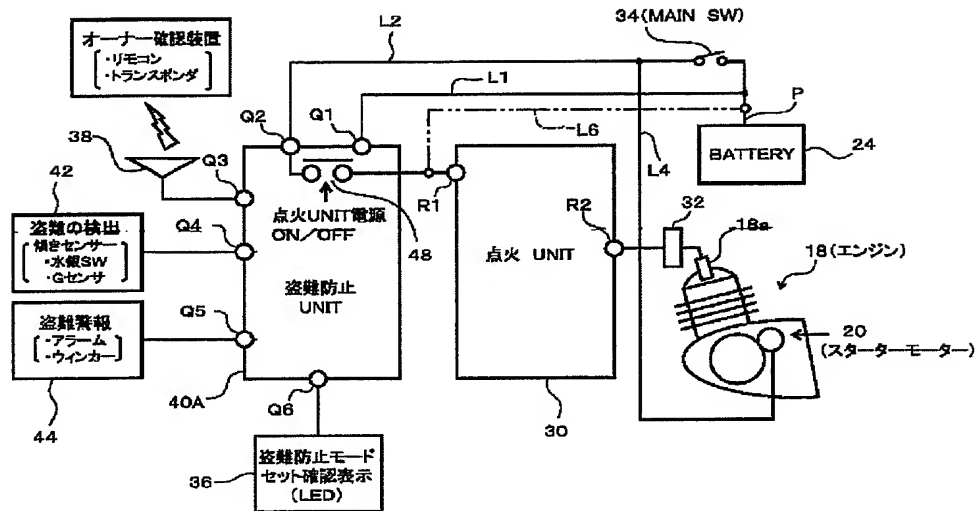 オーナー確認装置
・リモコン
・トランスポンダ
38
42
盗難の検出
傾きセンサー
・水銀SW
・Gセンサ
盗難警報
・アラーム
・ウィンカー
44
Q2
Q1
Q3
Q4
Q5
Q6
点火UNIT電源
ON/OFF
48
盗難防止
UNIT
40A
36
盗難防止モード
セット確認表示
(LED)
L2
L1
L6
L4
34(MAIN SW)
P
BATTERY
24
R1
R2
点火 UNIT
30
32
18a
18(エンジン)
20
(スターターモーター)